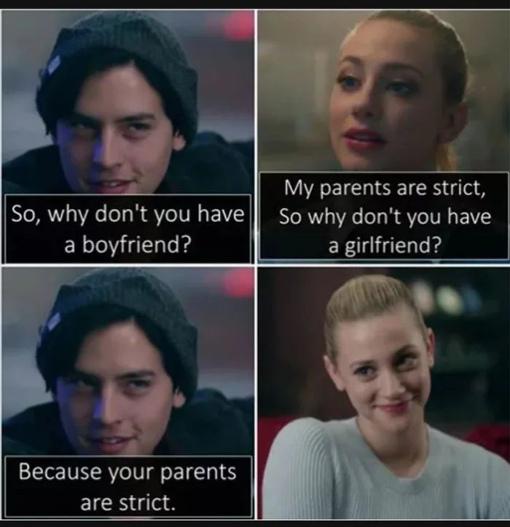 So, why don't you have
a boyfriend?
My parents are strict,
So why don't you have
a girlfriend?
Because your parents
are strict.